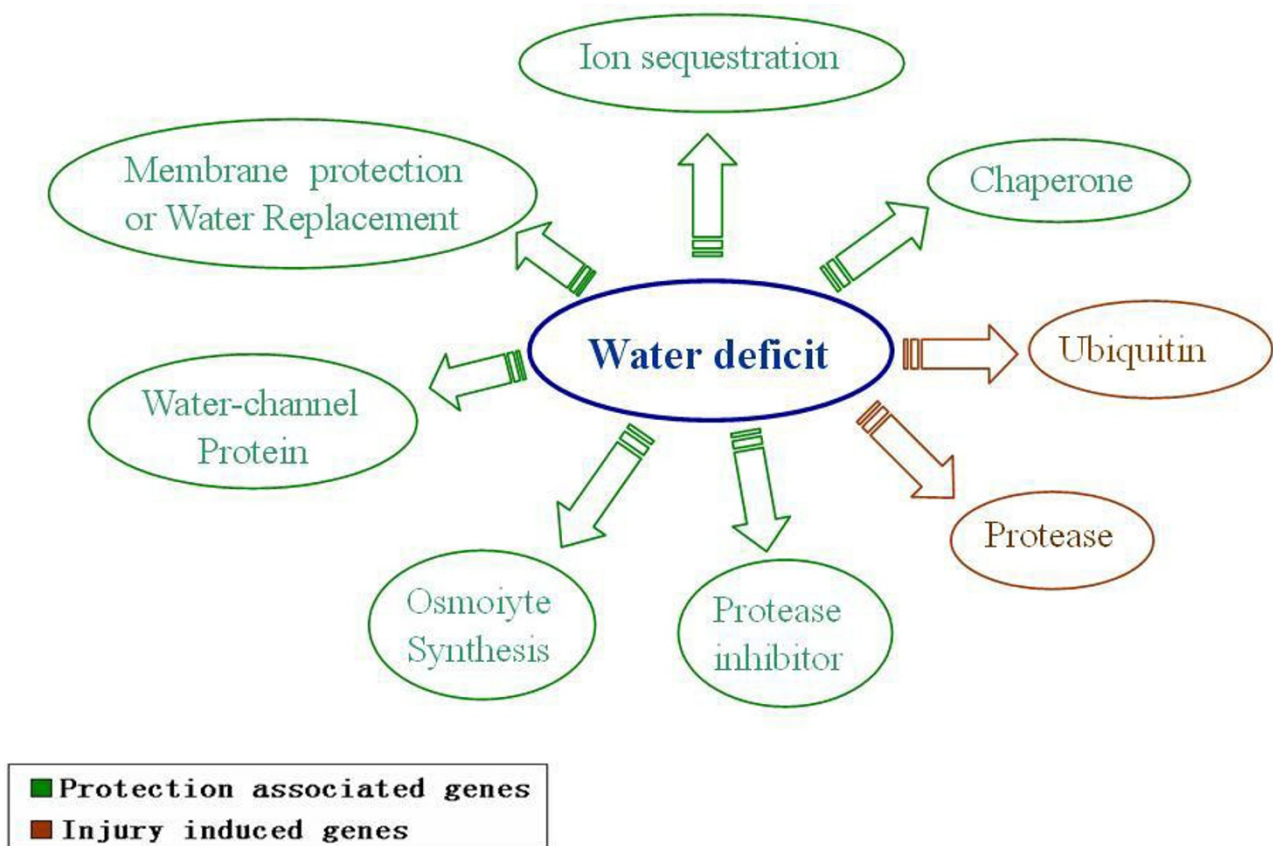 Ion sequestration
Membrane protection
or Water Replacement
Chaperone
Water deficit
Ubiquitin
Water-channel
Protein
Protease
Osmoiyte
Synthesis
Protease
inhibitor
Protection associated genes
Injury induced genes